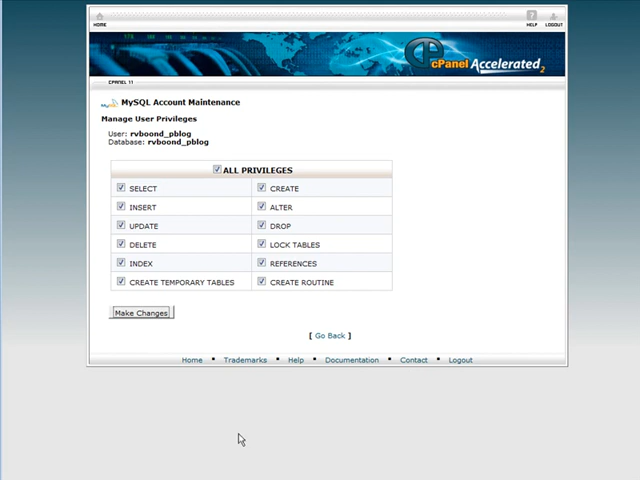 HOME
HELP
LOGOUT
cPanel Accelerated2
CPANEL 11
MySQL Account Maintenance
Manage User Privileges
User: rvboond_pblog
Database: rvboond_pblog
ALL PRIVILEGES
SELECT
CREATE
INSERT
ALTER
UPDATE
DROP
DELETE
LOCK TABLES
INDEX
REFERENCES
CREATE TEMPORARY TABLES
CREATE ROUTINE
Make Changes
[ Go Back ]
Home ▪ Trademarks ▪ Help ▪ Documentation ▪ Contact ▪ Logout